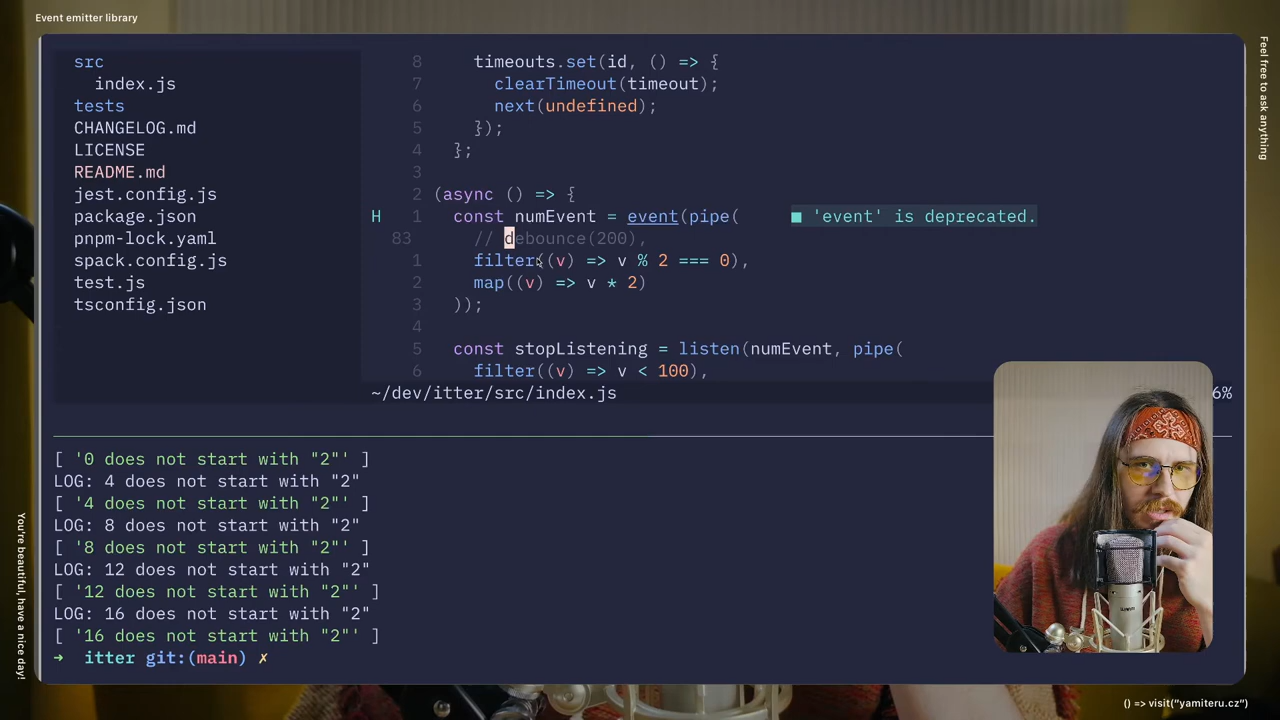 Event emitter library
src
index.js
tests
CHANGELOG.md
LICENSE
README.md
jest.config.js
package.json
pnpm-lock.yaml
spack.config.js
test.js
tsconfig.json
8 timeouts.set(id, () => {
7 clearTimeout(timeout);
6 next(undefined);
5 });
4 };
3
2 (async () => {
H 1 const numEvent = event(pipe( ■ 'event' is deprecated.
83 // debounce(200),
1 filter((v) => v % 2 === 0),
2 map((v) => v * 2)
3 ));
4
5 const stopListening = listen(numEvent, pipe(
6 filter((v) => v < 100),
~/dev/itter/src/index.js
6%
[ '0 does not start with "2"' ]
LOG: 4 does not start with "2"
[ '4 does not start with "2"' ]
LOG: 8 does not start with "2"
[ '8 does not start with "2"' ]
LOG: 12 does not start with "2"
[ '12 does not start with "2"' ]
LOG: 16 does not start with "2"
[ '16 does not start with "2"' ]
→ itter git:(main) ✗
Feel free to ask anything
You're beautiful, have a nice day!
() => visit("yamiteru.cz")